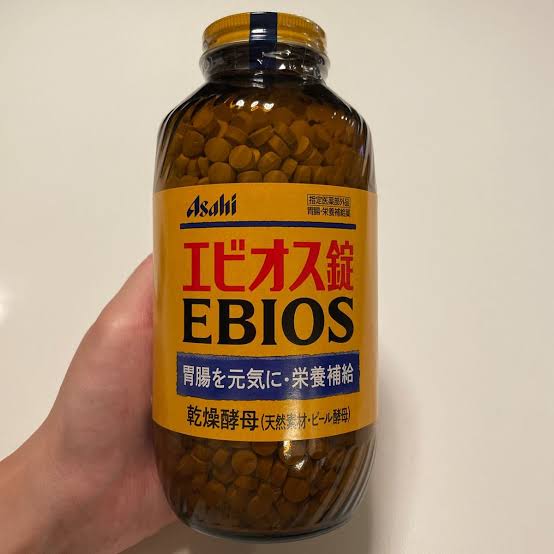 Asahi
指定医薬部外品
胃腸・栄養補給薬
エビオス錠
EBIOS
胃腸を元気に・栄養補給
乾燥酵母(天然素材・ビール酵母)